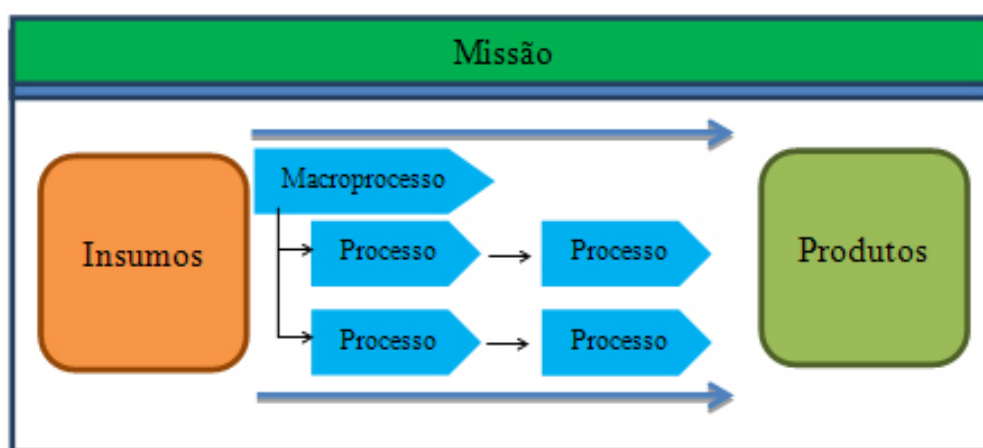 Missão
Macroprocesso
Insumos
Processo
Processo
Produtos
Processo
Processo